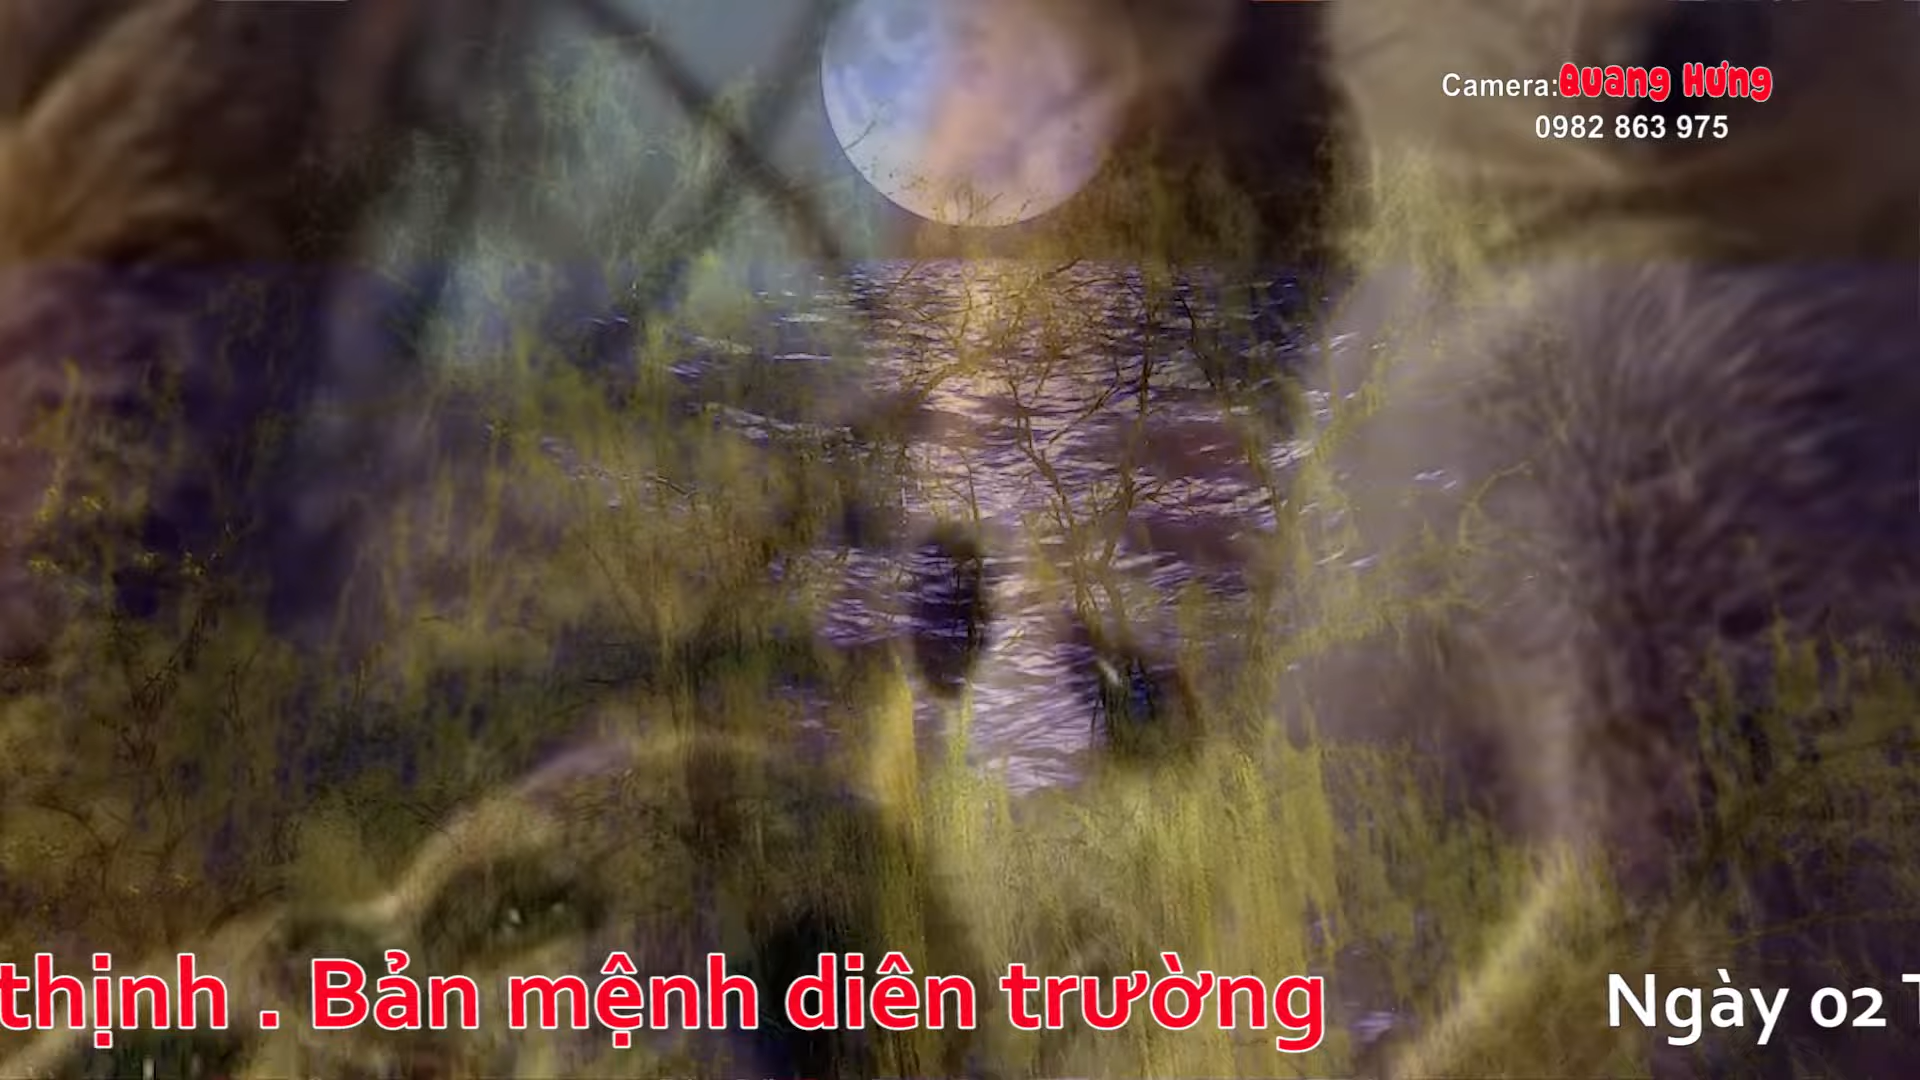 Camera:Quang Hưng
0982 863 975
thịnh . Bản mệnh diên trường
Ngày 02